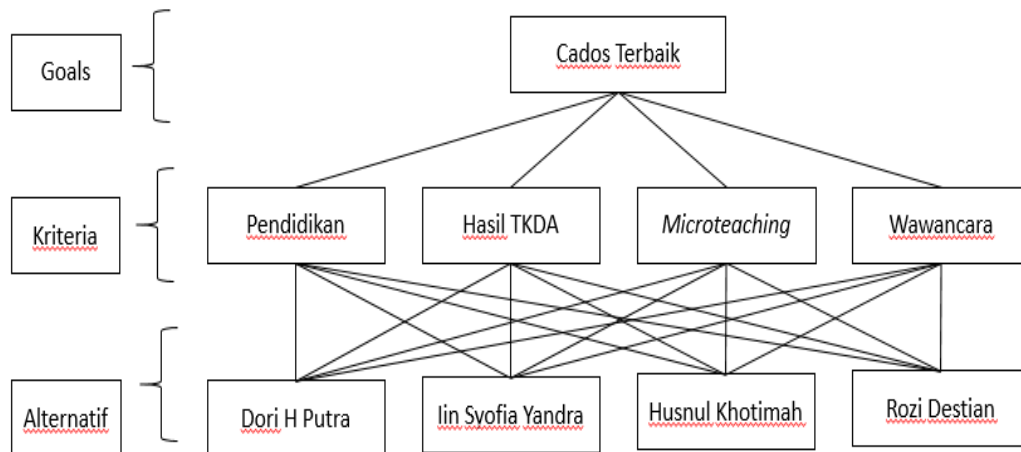 Goals
Cados Terbaik
Kriteria
Pendidikan
Hasil TKDA
Microteaching
Wawancara
Alternatif
Dori H Putra
Iin Syofia Yandra
Husnul Khotimah
Rozi Destian